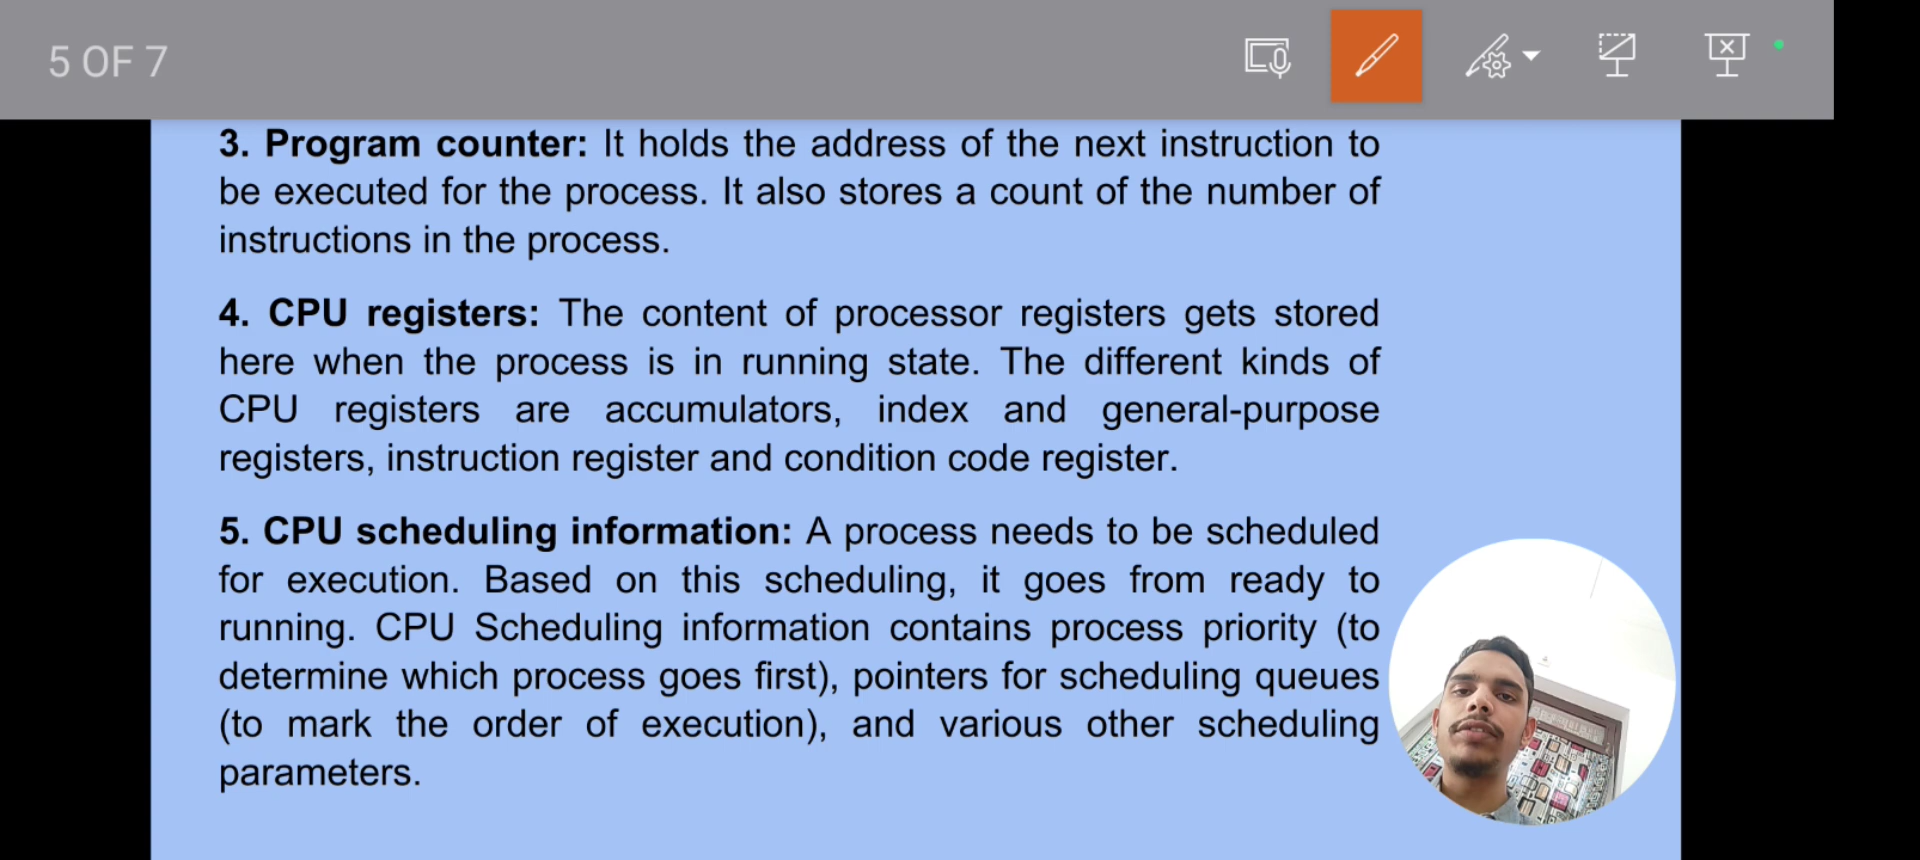 5 OF 7
3. Program counter: It holds the address of the next instruction to
be executed for the process. It also stores a count of the number of
instructions in the process.
4. CPU registers: The content of processor registers gets stored
here when the process is in running state. The different kinds of
CPU registers are accumulators, index and general-purpose
registers, instruction register and condition code register.
5. CPU scheduling information: A process needs to be scheduled
for execution. Based on this scheduling, it goes from ready to
running. CPU Scheduling information contains process priority (to
determine which process goes first), pointers for scheduling queues
(to mark the order of execution), and various other scheduling
parameters.